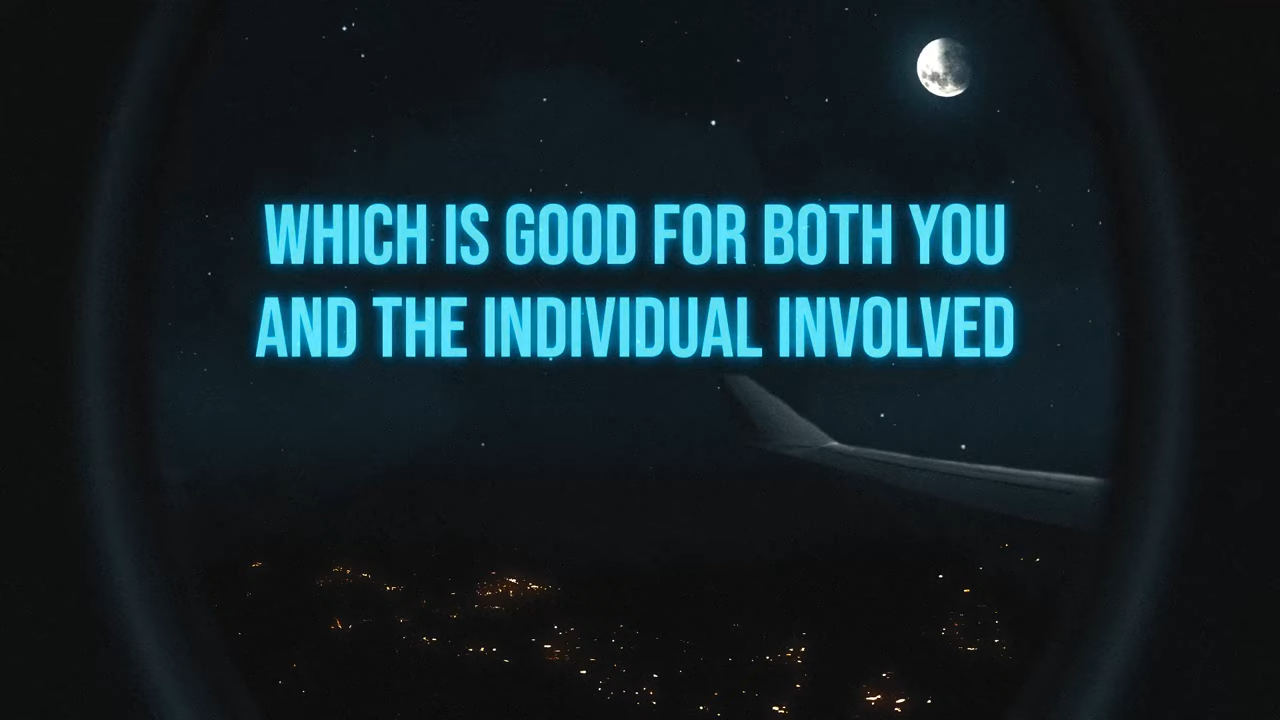 WHICH IS GOOD FOR BOTH YOU
AND THE INDIVIDUAL INVOLVED